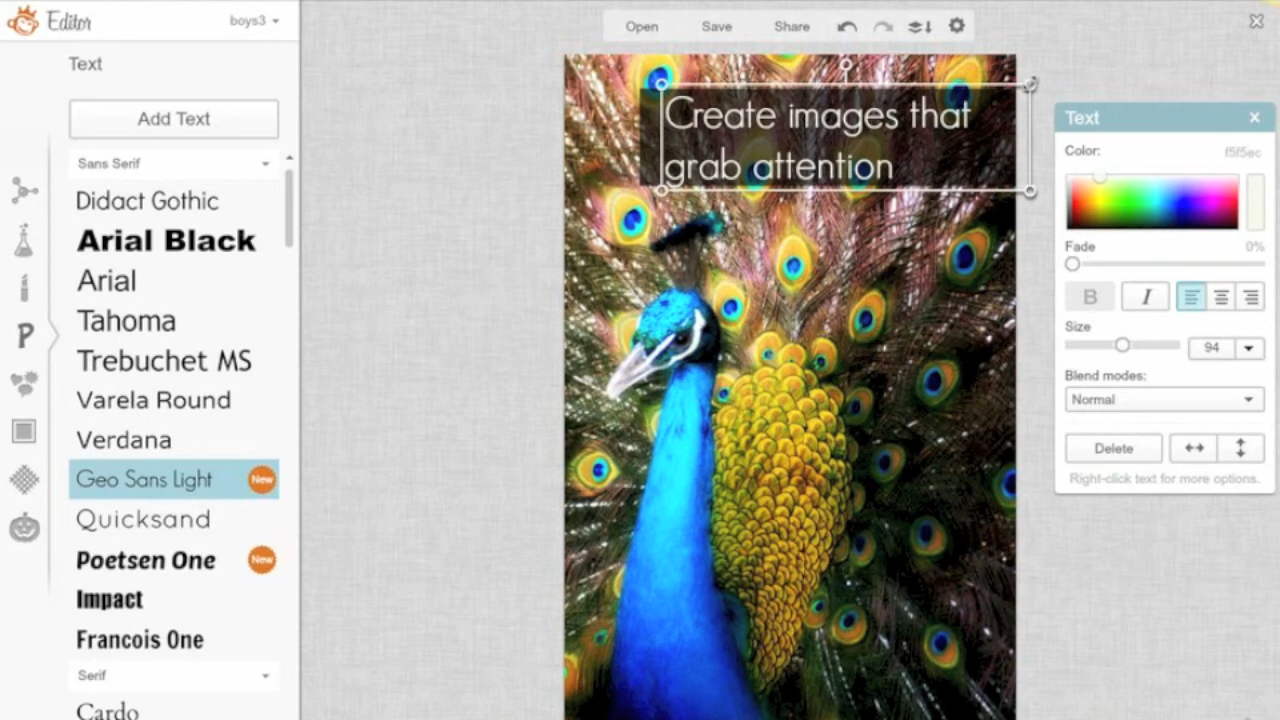 Editor
boys3
Open
Save
Share
Text
Add Text
Sans Serif
Didact Gothic
Arial Black
Arial
Tahoma
Trebuchet MS
Varela Round
Verdana
Geo Sans Light
New
Quicksand
Poetsen One
New
Impact
Francois One
Serif
Cardo
Create images that
grab attention
Text
Color:
f5f5ec
Fade
0%
B
I
Size
94
Blend modes:
Normal
Delete
Right-click text for more options.